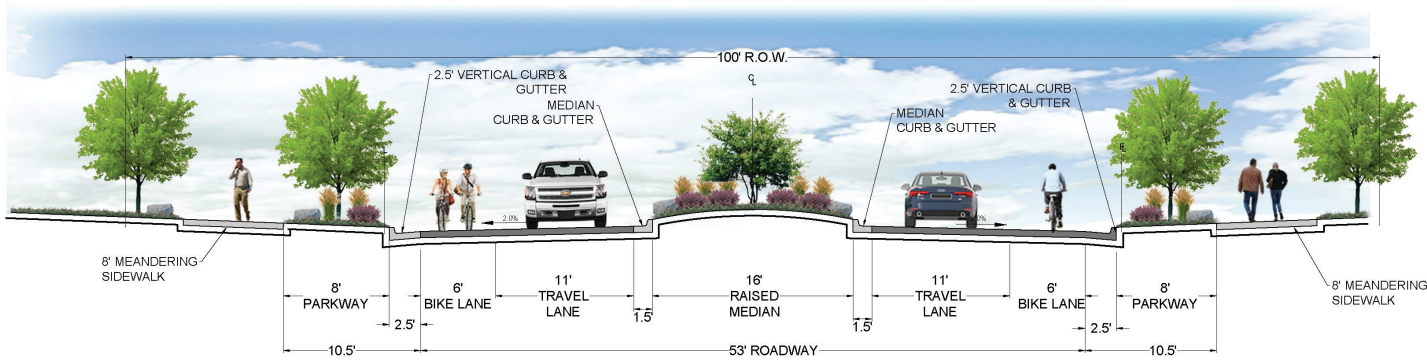 100' R.O.W.
℄
2.5' VERTICAL CURB &
GUTTER
MEDIAN
CURB & GUTTER
2.5' VERTICAL CURB
& GUTTER
MEDIAN
CURB & GUTTER
2.0%
8' MEANDERING
SIDEWALK
8' MEANDERING
SIDEWALK
8'
PARKWAY
6'
BIKE LANE
11'
TRAVEL
LANE
16'
RAISED
MEDIAN
11'
TRAVEL
LANE
6'
BIKE LANE
8'
PARKWAY
2.5'
1.5'
1.5'
2.5'
10.5'
53' ROADWAY
10.5'